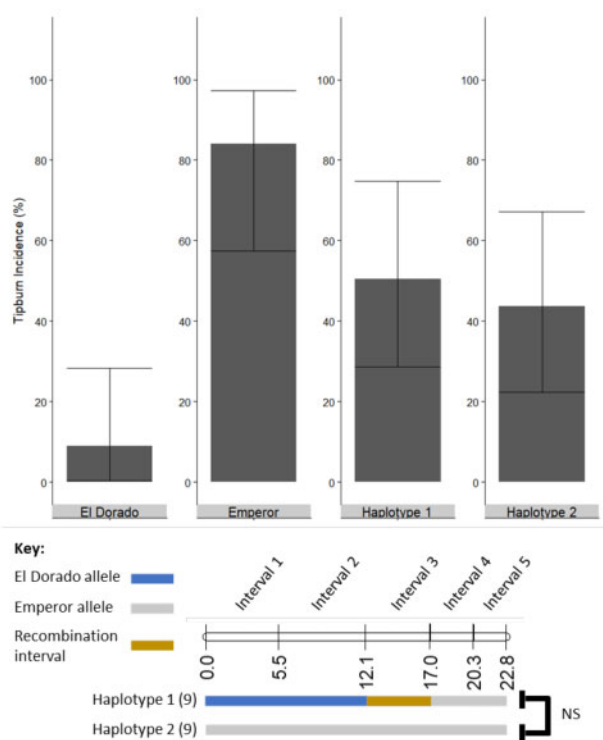 Tipburn Incidence (%)
100 100 100 100
80 80 80 80
60 60 60 60
40 40 40 40
20 20 20 20
0 0 0 0
El Dorado Emperor Haplotype 1 Haplotype 2
Key:
El Dorado allele
Emperor allele
Recombination
interval
Interval 1 Interval 2 Interval 3 Interval 4 Interval 5
0.0 5.5 12.1 17.0 20.3 22.8
Haplotype 1 (9)
NS
Haplotype 2 (9)